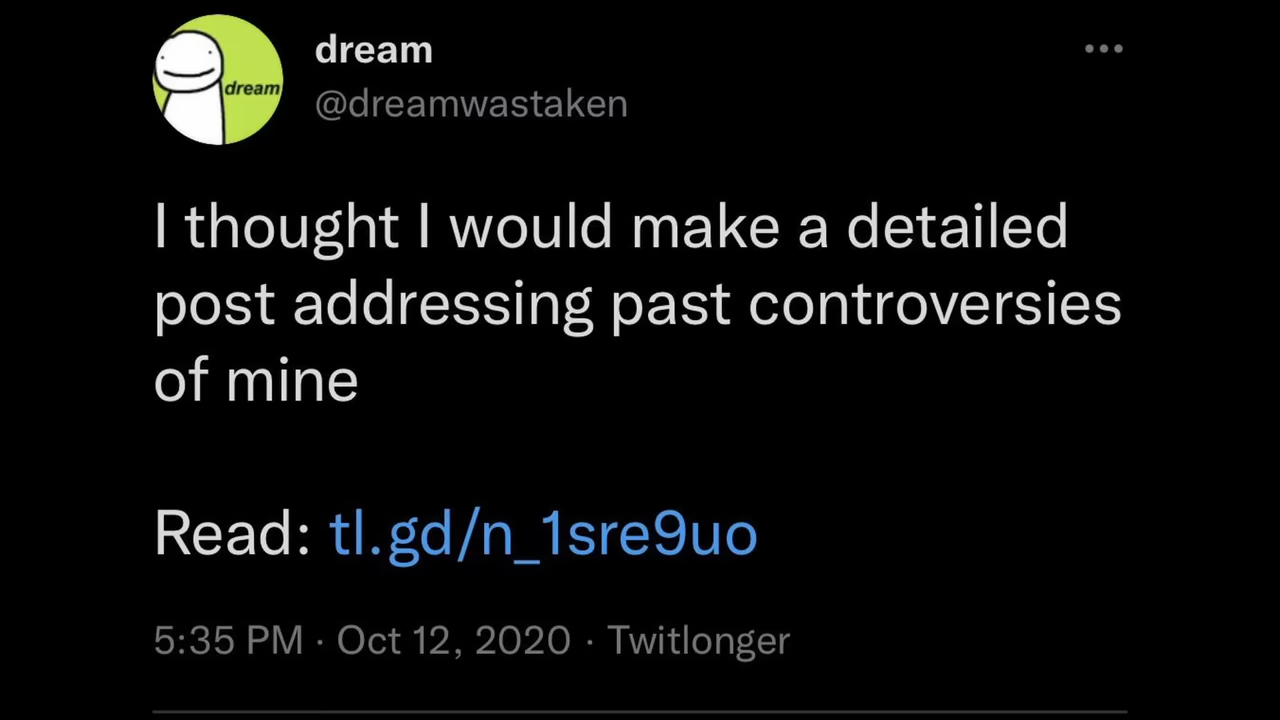 dream
dream
@dreamwastaken
I thought I would make a detailed
post addressing past controversies
of mine
Read: tl.gd/n_1sre9uo
5:35 PM · Oct 12, 2020 · Twitlonger